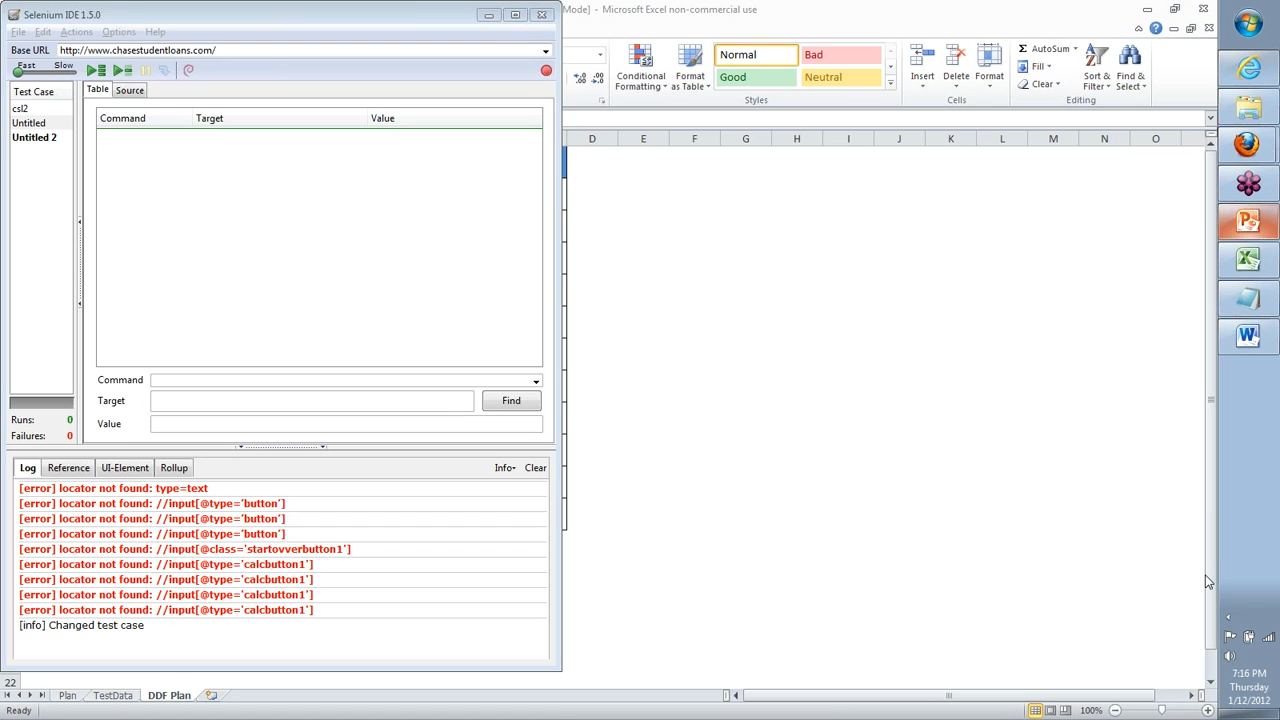 Selenium IDE 1.5.0
File Edit Actions Options Help
Base URL http://www.chasestudentloans.com/
Fast Slow
Test Case
csl2
Untitled
Untitled 2
Table Source
Command Target Value
Command
Target Find
Value
Runs: 0
Failures: 0
Log Reference UI-Element Rollup Info- Clear
[error] locator not found: type=text
[error] locator not found: //input[@type='button']
[error] locator not found: //input[@type='button']
[error] locator not found: //input[@type='button']
[error] locator not found: //input[@class='startovverbutton1']
[error] locator not found: //input[@type='calcbutton1']
[error] locator not found: //input[@type='calcbutton1']
[error] locator not found: //input[@type='calcbutton1']
[error] locator not found: //input[@type='calcbutton1']
[info] Changed test case
Mode] - Microsoft Excel non-commercial use
Conditional Formatting
Format as Table
Normal Bad
Good Neutral
Styles
Insert Delete Format
Cells
Σ AutoSum
Fill
Clear
Sort & Filter
Find & Select
Editing
D E F G H I J K L M N O
22
Plan TestData DDF Plan
Ready
100%
7:16 PM
Thursday
1/12/2012